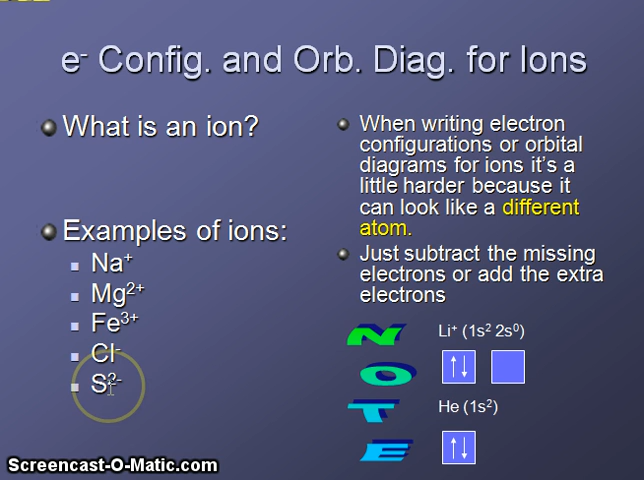 e⁻ Config. and Orb. Diag. for Ions
What is an ion?
Examples of ions:
Na⁺
Mg²⁺
Fe³⁺
Cl⁻
S²⁻
When writing electron
configurations or orbital
diagrams for ions it's a
little harder because it
can look like a different
atom.
Just subtract the missing
electrons or add the extra
electrons
NOTE
Li⁺ (1s² 2s⁰)
He (1s²)
Screencast-O-Matic.com